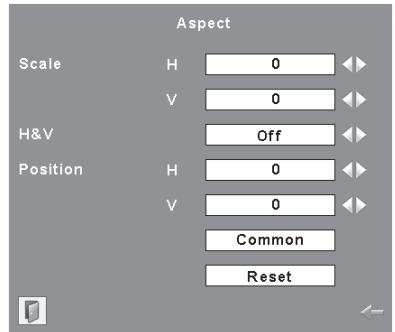 Aspect
Scale H 0
V 0
H&V Off
Position H 0
V 0
Common
Reset